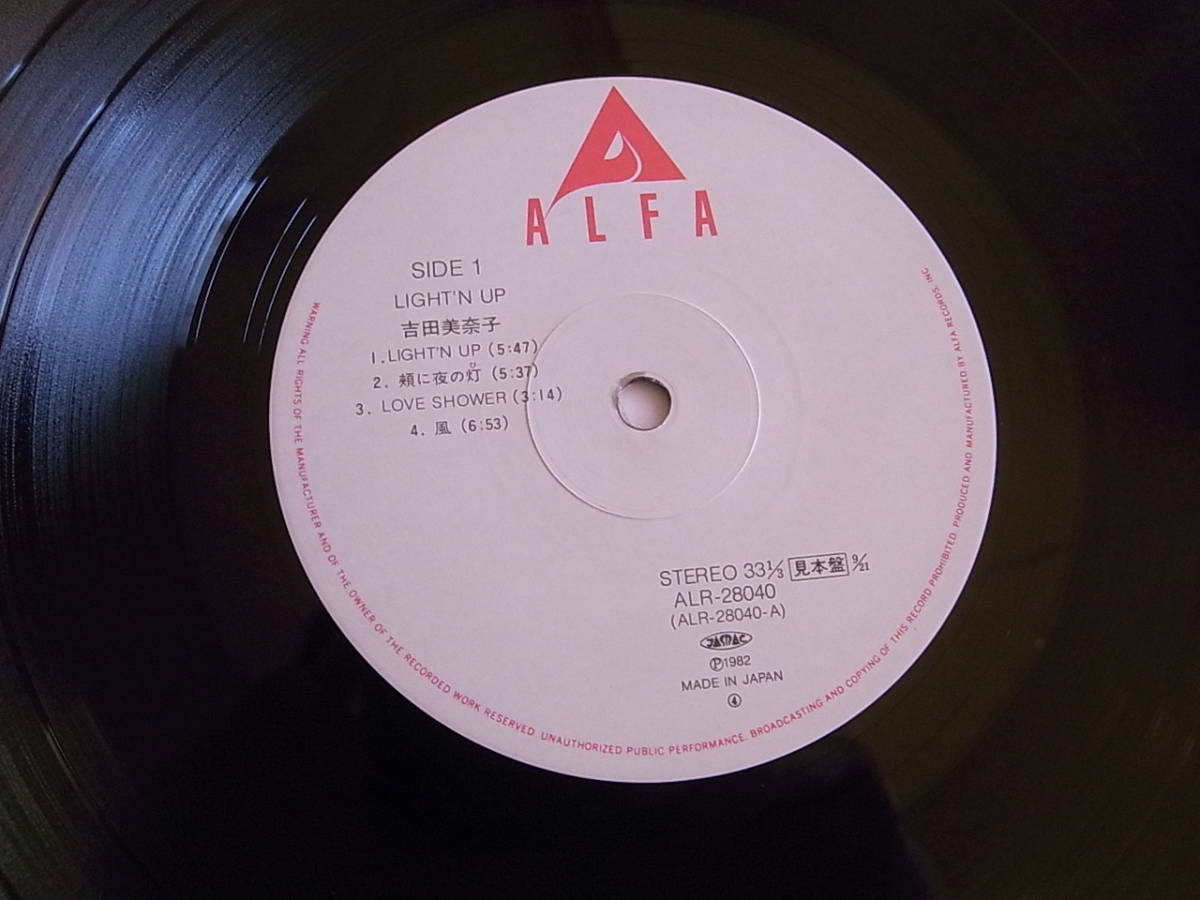 ALFA
SIDE 1
LIGHT'N UP
吉田美奈子
1. LIGHT'N UP (5:47)
2. 頬に夜の灯 (5:37)
3. LOVE SHOWER (3:14)
4. 風 (6:53)
STEREO 33⅓ 見本盤 9/21
ALR-28040
(ALR-28040-A)
JASRAC
Ⓟ1982
MADE IN JAPAN
④
WARNING ALL RIGHTS OF THE MANUFACTURER AND OF THE OWNER OF THE RECORDED WORK RESERVED. UNAUTHORIZED PUBLIC PERFORMANCE. BROADCASTING AND COPYING OF THIS RECORD PROHIBITED. PRODUCED AND MANUFACTURED BY ALFA RECORDS, INC.